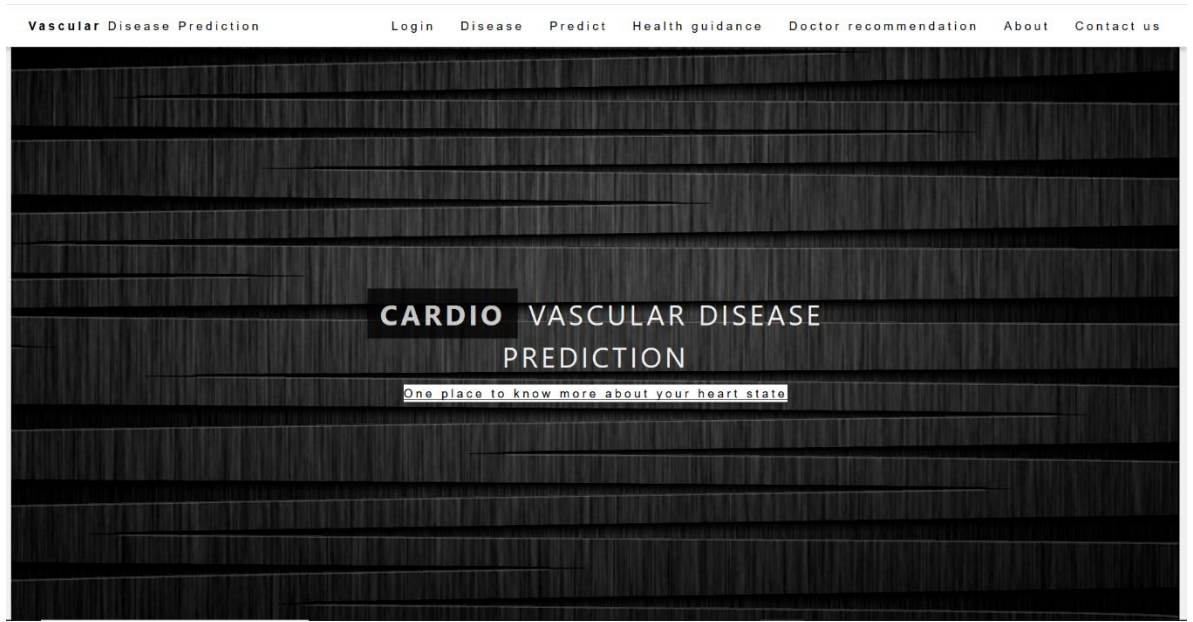 Vascular Disease Prediction
Login Disease Predict Health guidance Doctor recommendation About Contact us
CARDIO VASCULAR DISEASE
PREDICTION
One place to know more about your heart state